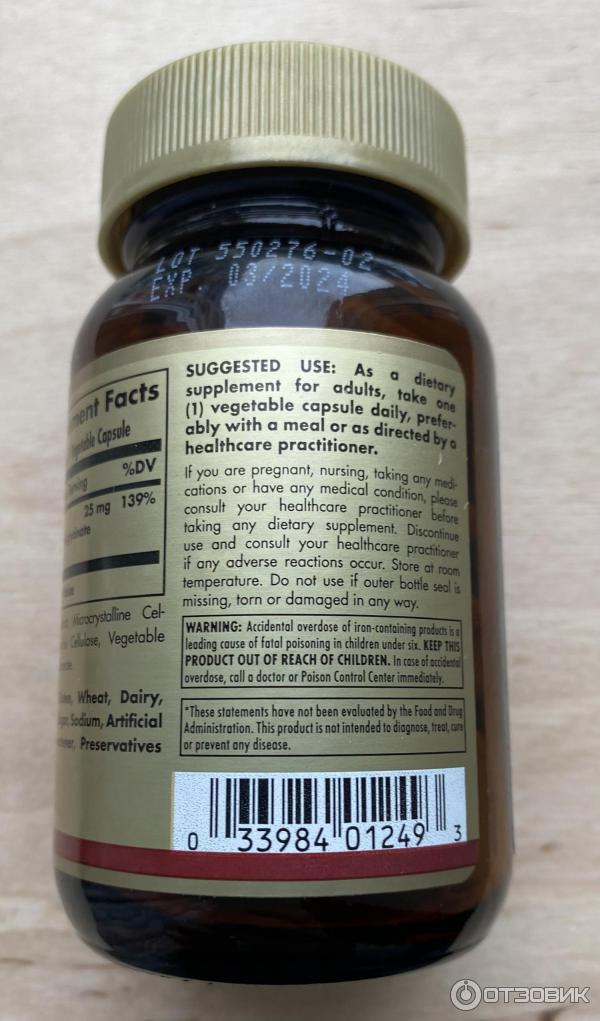 LOT 550276-02
EXP 03/2024
Facts
Vegetable Capsule
%DV
25 mg 139%
Microcrystalline Cel-
Cellulose, Vegetable
Wheat, Dairy,
Sodium, Artificial
Preservatives
SUGGESTED USE: As a dietary
supplement for adults, take one
(1) vegetable capsule daily, prefer-
ably with a meal or as directed by a
healthcare practitioner.
If you are pregnant, nursing, taking any medi-
cations or have any medical condition, please
consult your healthcare practitioner before
taking any dietary supplement. Discontinue
use and consult your healthcare practitioner
if any adverse reactions occur. Store at room
temperature. Do not use if outer bottle seal is
missing, torn or damaged in any way.
WARNING: Accidental overdose of iron-containing products is a
leading cause of fatal poisoning in children under six. KEEP THIS
PRODUCT OUT OF REACH OF CHILDREN. In case of accidental
overdose, call a doctor or Poison Control Center immediately.
*These statements have not been evaluated by the Food and Drug
Administration. This product is not intended to diagnose, treat, cure
or prevent any disease.
0 33984 01249 3
ОТЗОВИК